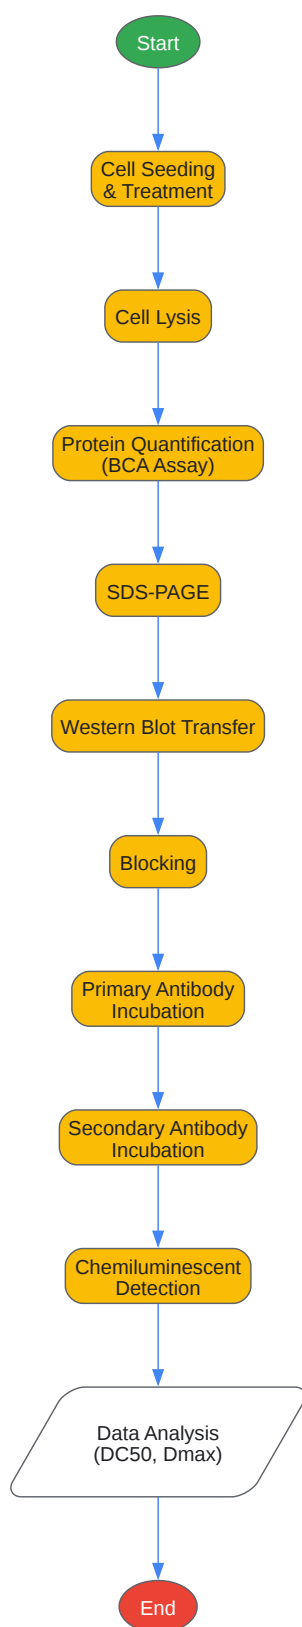 Start
Cell Seeding
& Treatment
Cell Lysis
Protein Quantification
(BCA Assay)
SDS-PAGE
Western Blot Transfer
Blocking
Primary Antibody
Incubation
Secondary Antibody
Incubation
Chemiluminescent
Detection
Data Analysis
(DC50, Dmax)
End